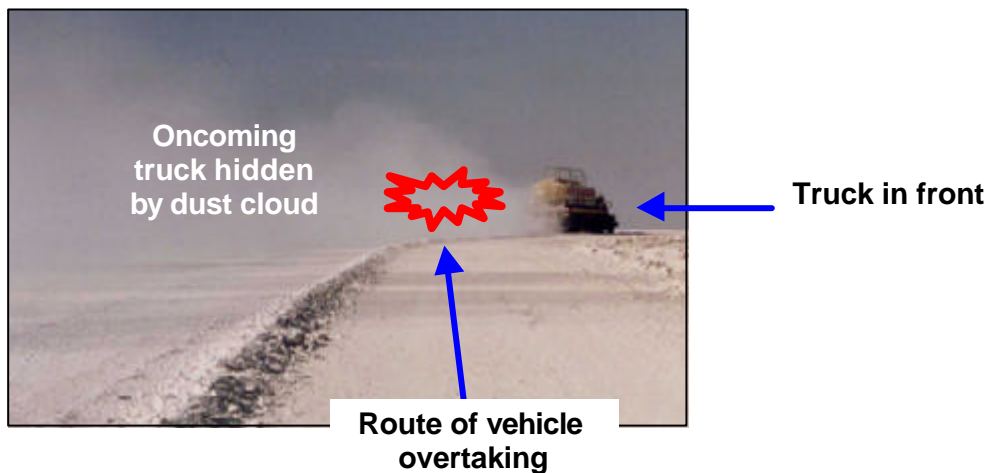 Oncoming
truck hidden
by dust cloud
Truck in front
Route of vehicle
overtaking